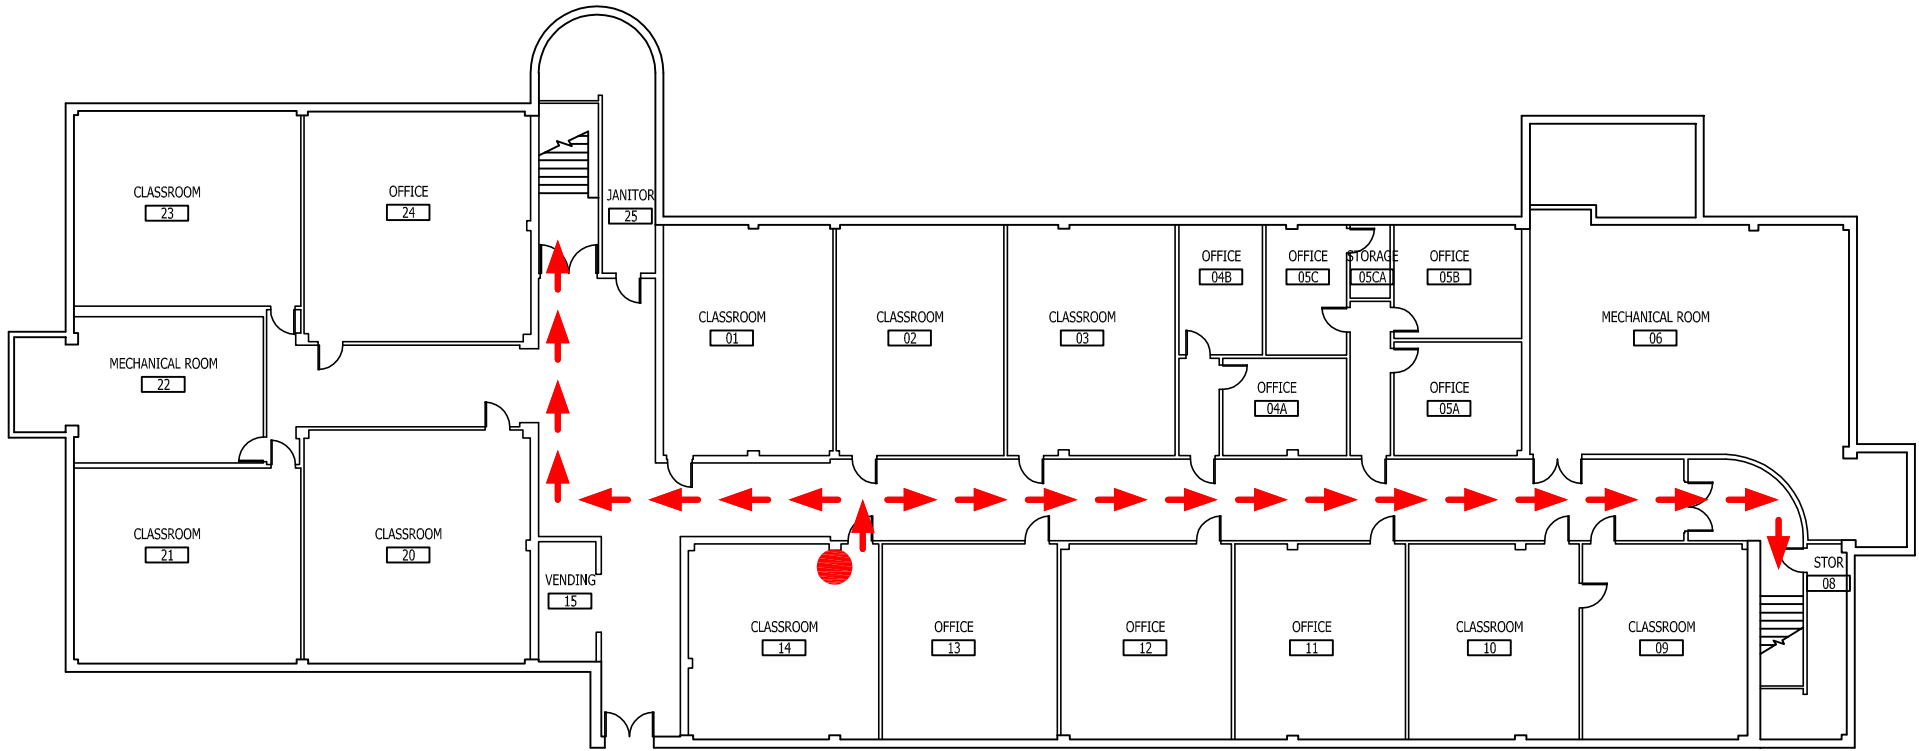 CLASSROOM
23
OFFICE
24
JANITOR
25
MECHANICAL ROOM
22
CLASSROOM
01
CLASSROOM
02
CLASSROOM
03
OFFICE
04B
OFFICE
05C
STORAGE
05CA
OFFICE
05B
MECHANICAL ROOM
06
OFFICE
04A
OFFICE
05A
CLASSROOM
21
CLASSROOM
20
VENDING
15
CLASSROOM
14
OFFICE
13
OFFICE
12
OFFICE
11
CLASSROOM
10
CLASSROOM
09
STOR
08